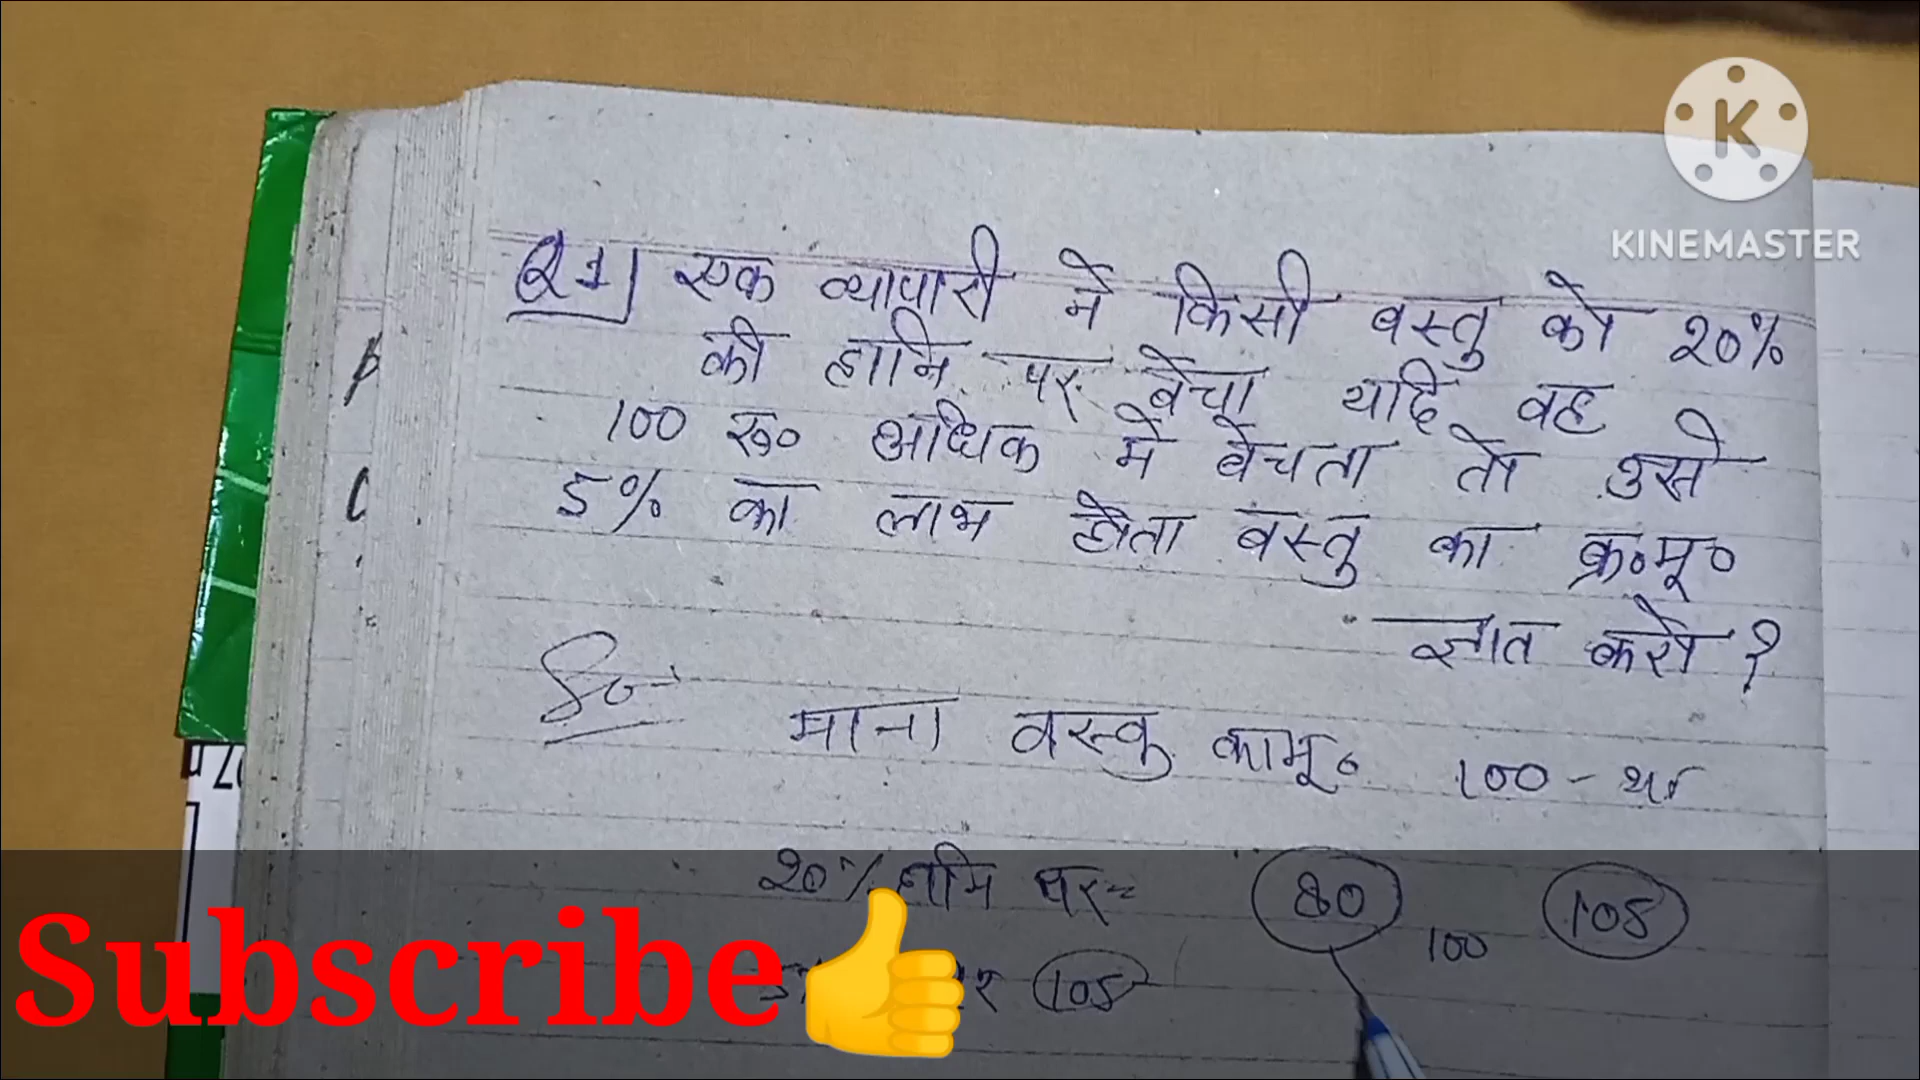 K
KINEMASTER
Q1] एक व्यापारी ने किसी वस्तु को 20%
की हानि पर बेचा यदि वह
100 रू० अधिक में बेचता तो उसे
5% का लाभ होता वस्तु का क्र०मू०
ज्ञात करो ?
माना वस्तु का मू० 100 - था
20% हानि पर = 80 100 105
105
Subscribe